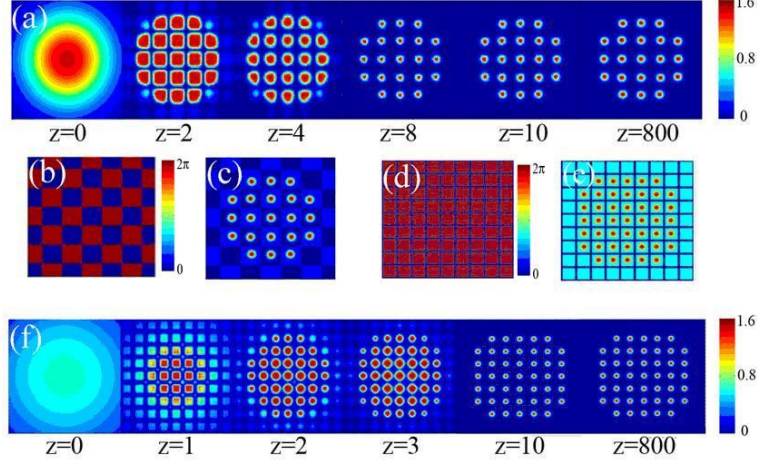 (a)
1.6
0.8
0
z=0 z=2 z=4 z=8 z=10 z=800
(b) 2π 0 (c) (d) 2π 0 (e)
(f)
1.6
0.8
0
z=0 z=1 z=2 z=3 z=10 z=800